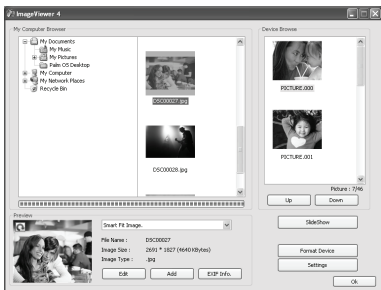 ImageViewer 4
My Computer Browser
My Documents
My Music
My Pictures
Palm OS Desktop
My Computer
My Network Places
Recycle Bin
DSC00027.jpg
DSC00028.jpg
Device Browse
PICTURE.000
PICTURE.001
Picture : 7/46
Up Down
Preview
Smart Fit Image.
File Name : DSC00027
Image Size : 2691 * 1827 (4640 KBytes)
Image Type : .jpg
Edit Add EXIF Info.
SlideShow
Format Device
Settings
Ok